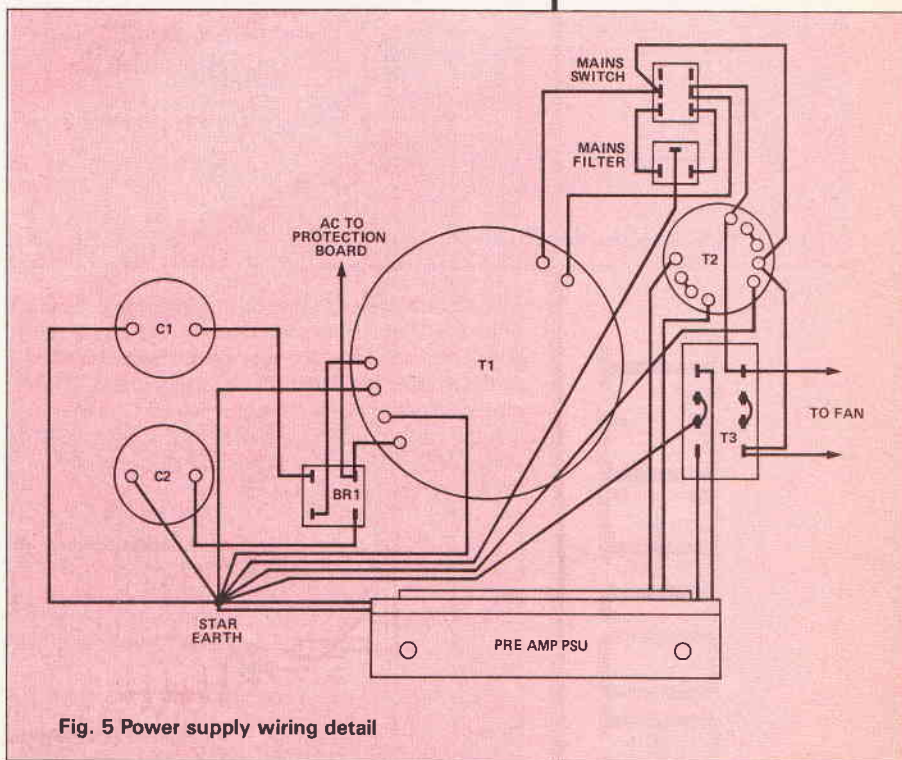 MAINS
SWITCH
MAINS
FILTER
AC TO
PROTECTION
BOARD
T2
C1
T1
TO FAN
T3
C2
BR1
STAR
EARTH
PRE AMP PSU
Fig. 5 Power supply wiring detail